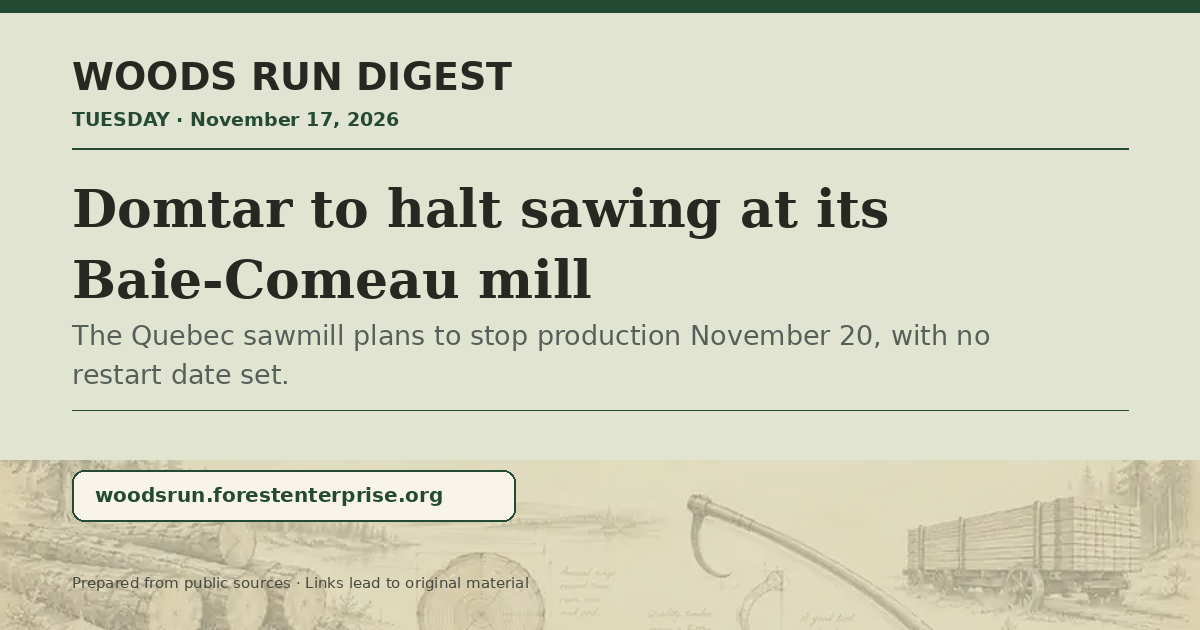 WOODS RUN DIGEST
TUESDAY · November 17, 2026
Domtar to halt sawing at its
Baie-Comeau mill
The Quebec sawmill plans to stop production November 20, with no
restart date set.
woodsrun.forestenterprise.org
Prepared from public sources · Links lead to original material